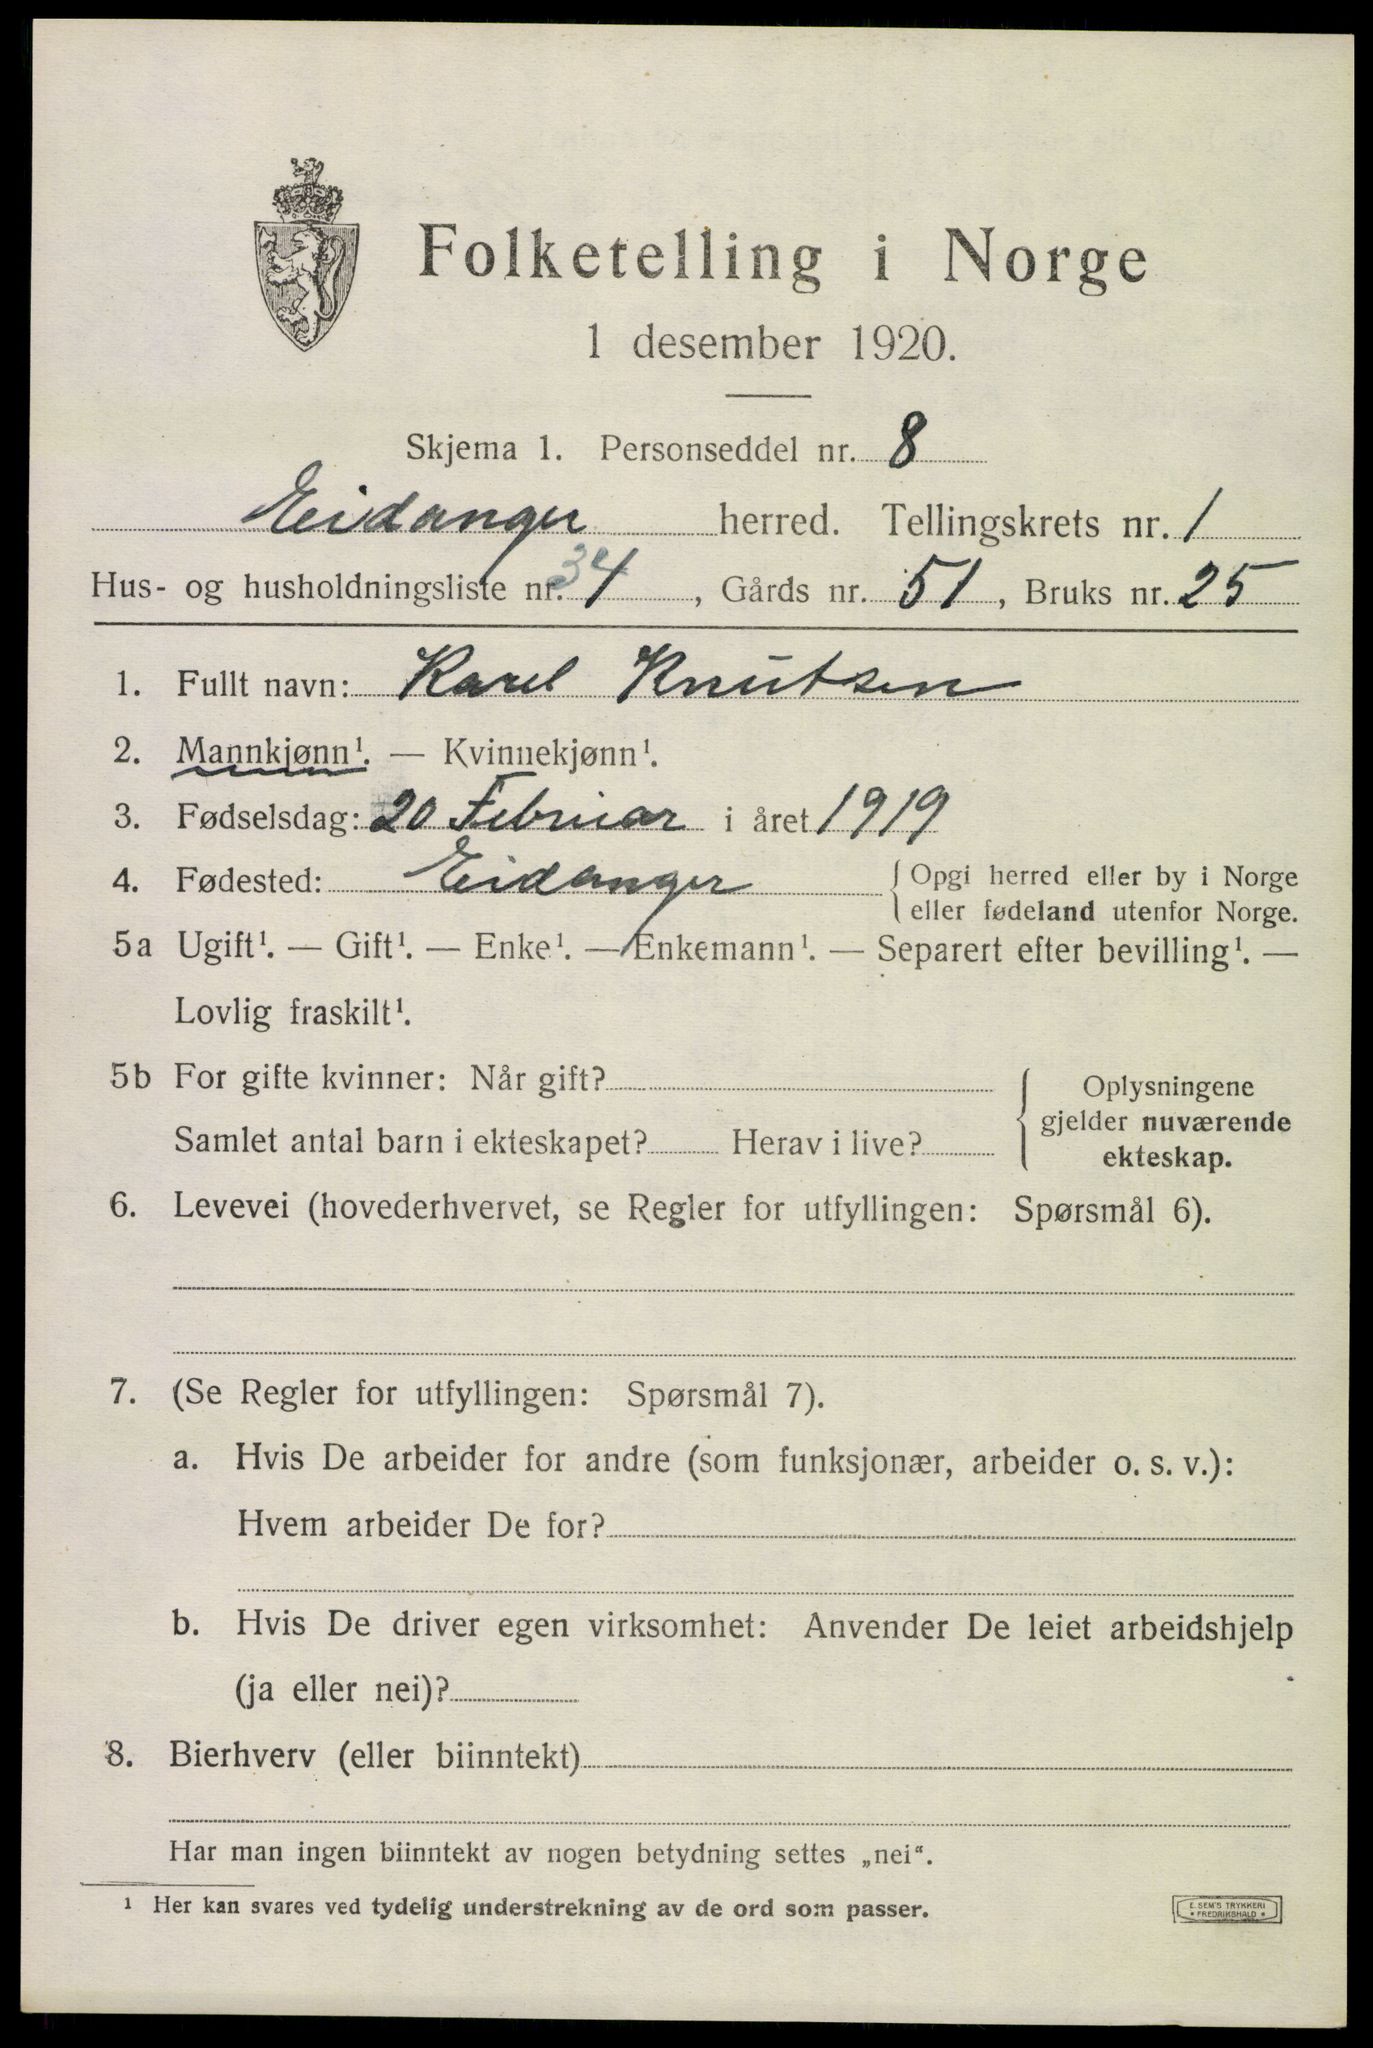 Folketelling i Norge
1 desember 1920.
Skjema 1. Personseddel nr. 8
Eidanger herred. Tellingskrets nr. 1
Hus- og husholdningsliste nr. 34, Gårds nr. 51, Bruks nr. 25
1. Fullt navn: Karel Knutsen
2. Mannkjønn¹. — Kvinnekjønn¹.
3. Fødselsdag: 20 Februar i året 1919
4. Fødested: Eidanger { Opgi herred eller by i Norge
eller fødeland utenfor Norge.
5a Ugift¹. — Gift¹. — Enke¹. — Enkemann¹. — Separert efter bevilling¹. —
Lovlig fraskilt¹.
5b For gifte kvinner: Når gift?
Samlet antal barn i ekteskapet? Herav i live?
{ Oplysningene
gjelder nuværende
ekteskap.
6. Levevei (hovederhvervet, se Regler for utfyllingen: Spørsmål 6).
7. (Se Regler for utfyllingen: Spørsmål 7).
a. Hvis De arbeider for andre (som funksjonær, arbeider o. s. v.):
Hvem arbeider De for?
b. Hvis De driver egen virksomhet: Anvender De leiet arbeidshjelp
(ja eller nei)?
8. Bierhverv (eller biinntekt)
Har man ingen biinntekt av nogen betydning settes „nei“.
¹ Her kan svares ved tydelig understrekning av de ord som passer.
E. SEM'S TRYKKERI
* FREDRIKSHALD *